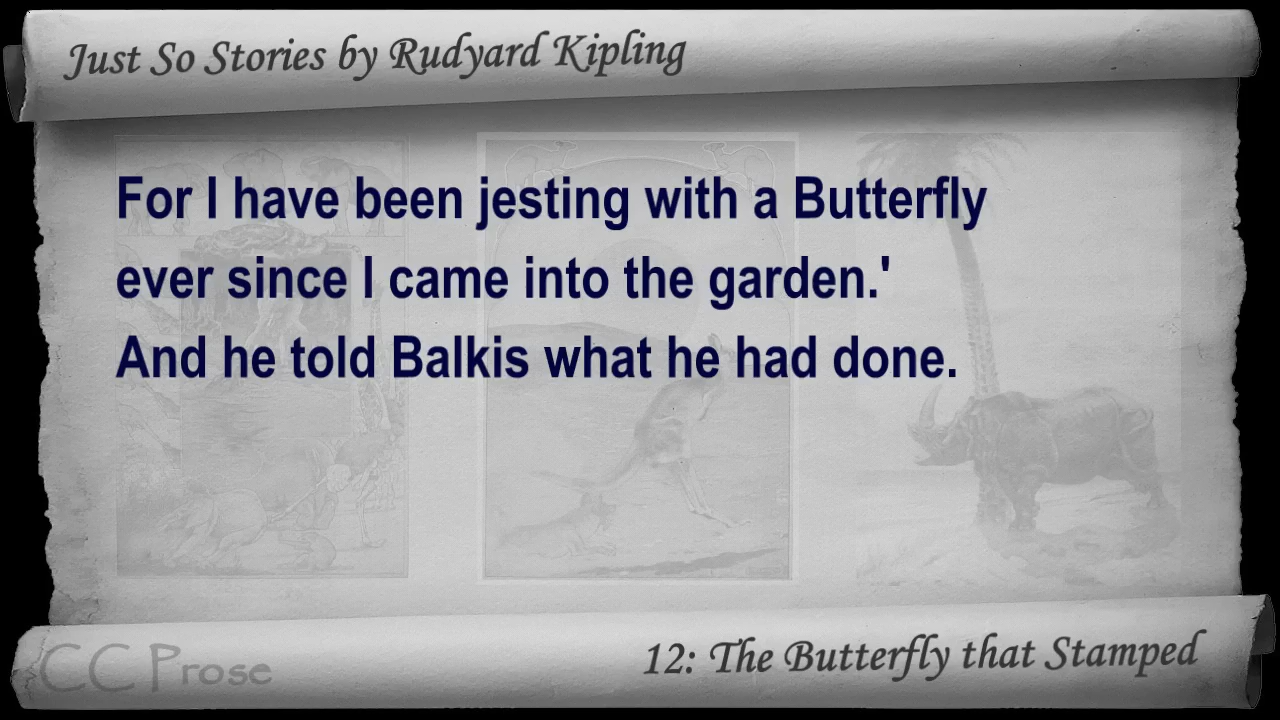 Just So Stories by Rudyard Kipling
For I have been jesting with a Butterfly
ever since I came into the garden.'
And he told Balkis what he had done.
CC Prose
12: The Butterfly that Stamped